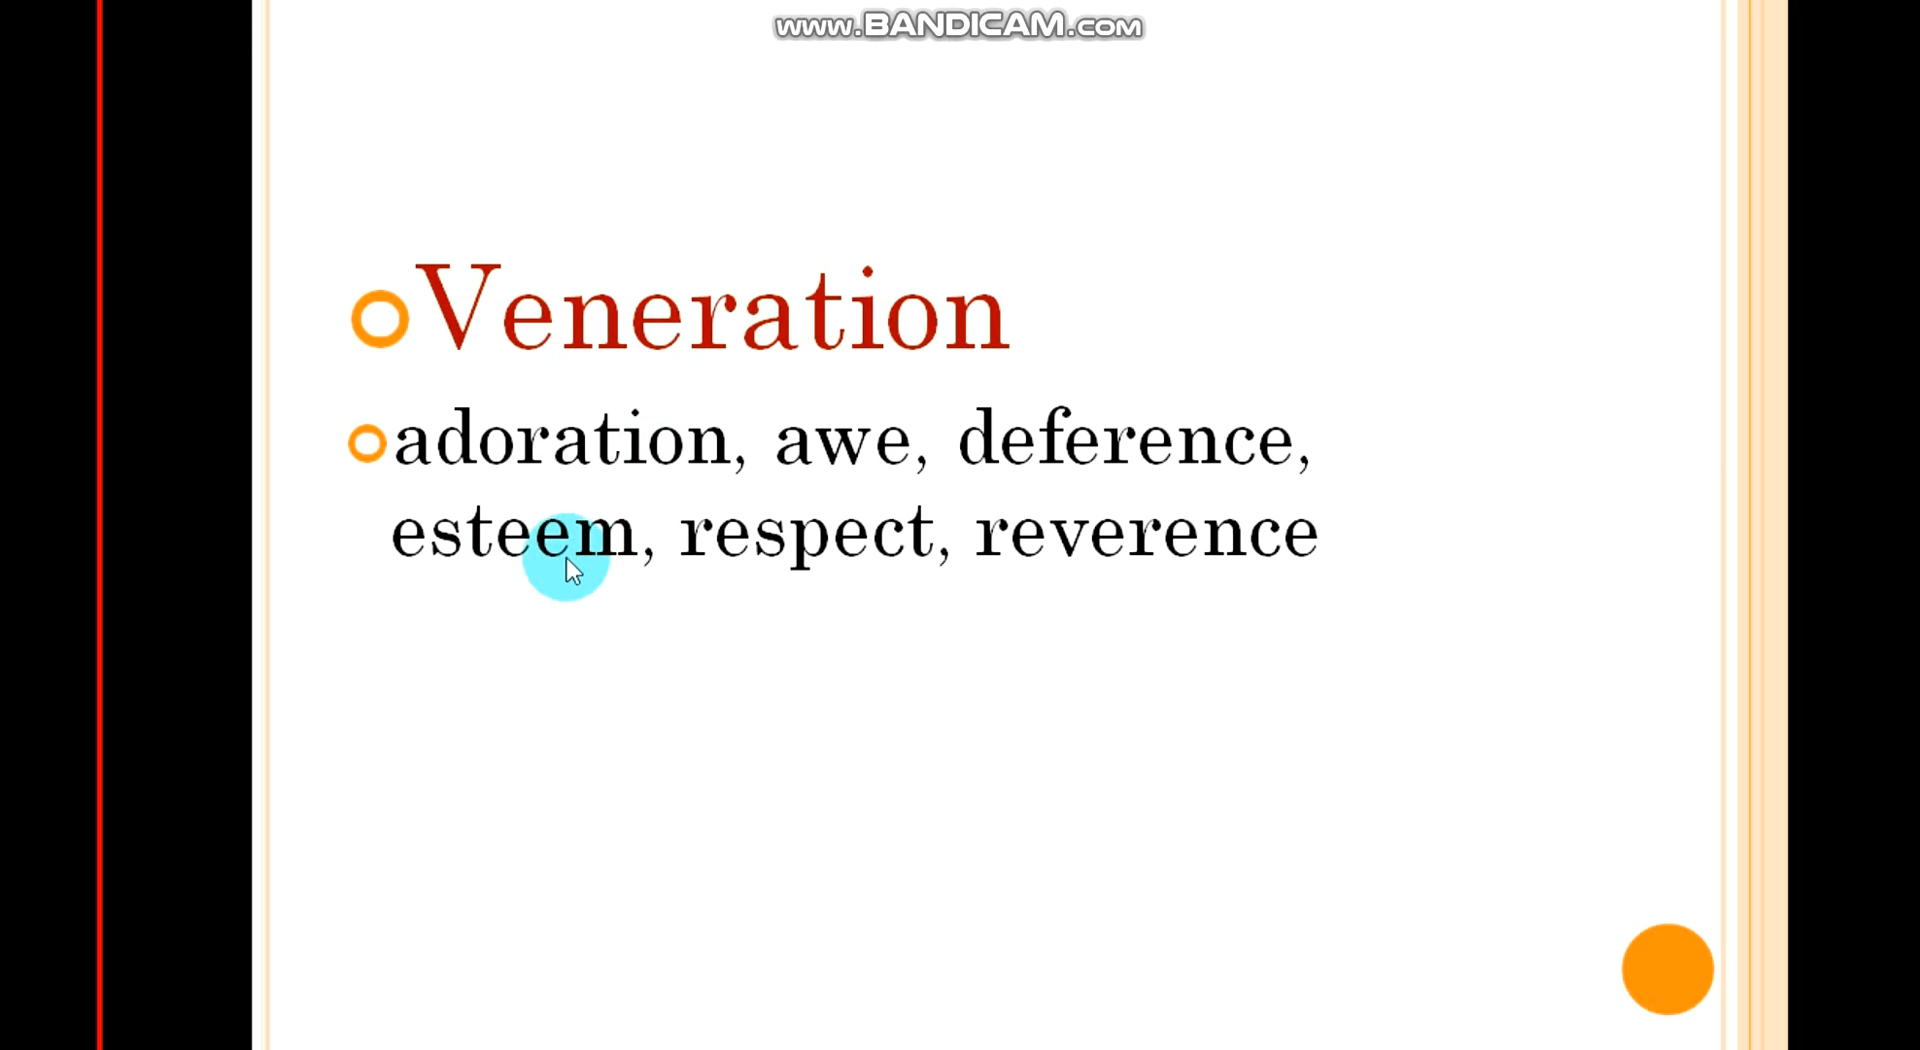 www.BANDICAM.com
Veneration
adoration, awe, deference,
esteem, respect, reverence